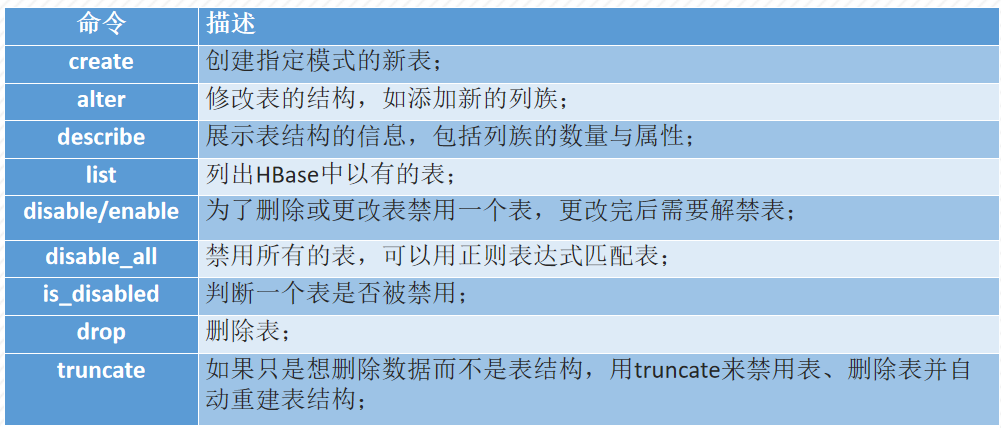 命令 描述
create 创建指定模式的新表；
alter 修改表的结构，如添加新的列族；
describe 展示表结构的信息，包括列族的数量与属性；
list 列出HBase中以有的表；
disable/enable 为了删除或更改表禁用一个表，更改完后需要解禁表；
disable_all 禁用所有的表，可以用正则表达式匹配表；
is_disabled 判断一个表是否被禁用；
drop 删除表；
truncate 如果只是想删除数据而不是表结构，用truncate来禁用表、删除表并自
动重建表结构；